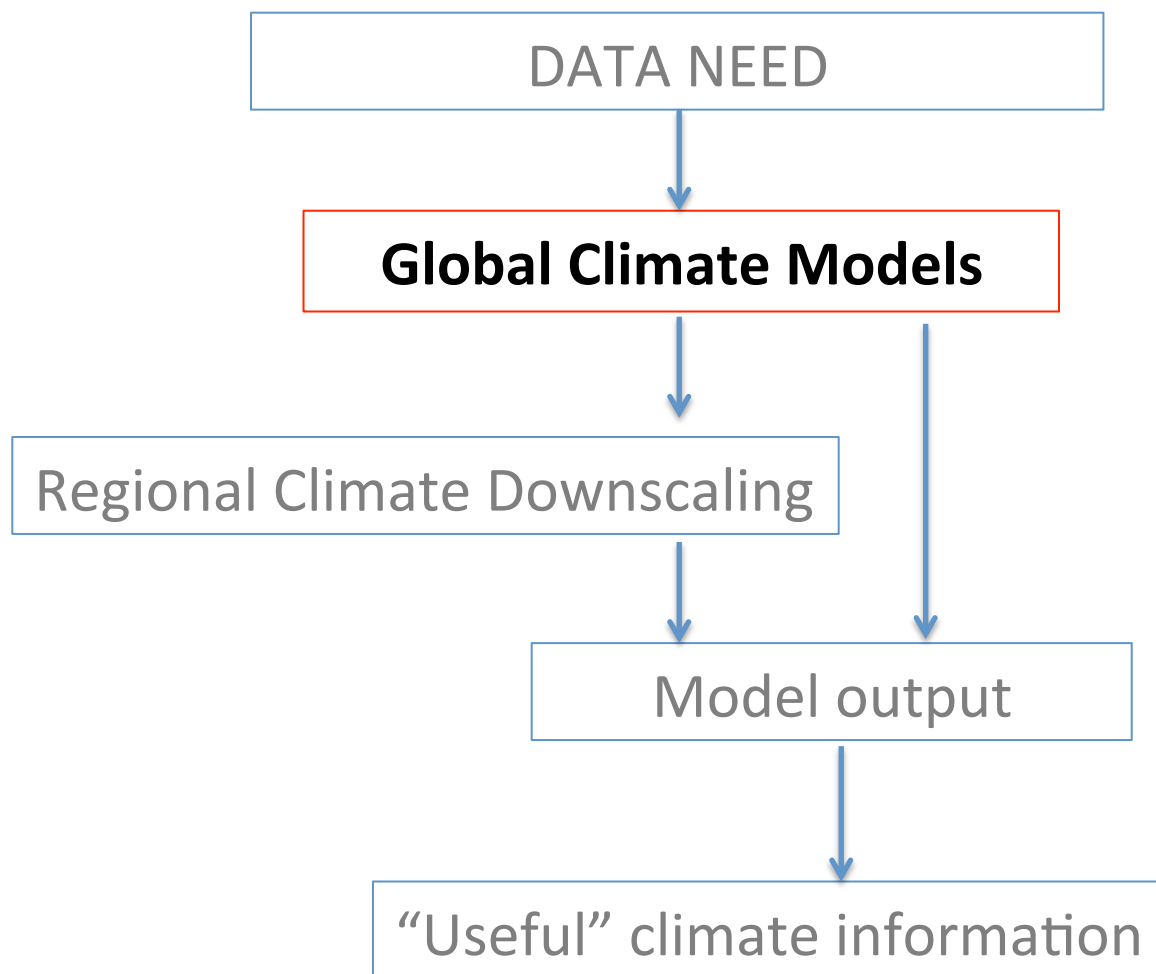 DATA NEED
Global Climate Models
Regional Climate Downscaling
Model output
“Useful” climate information